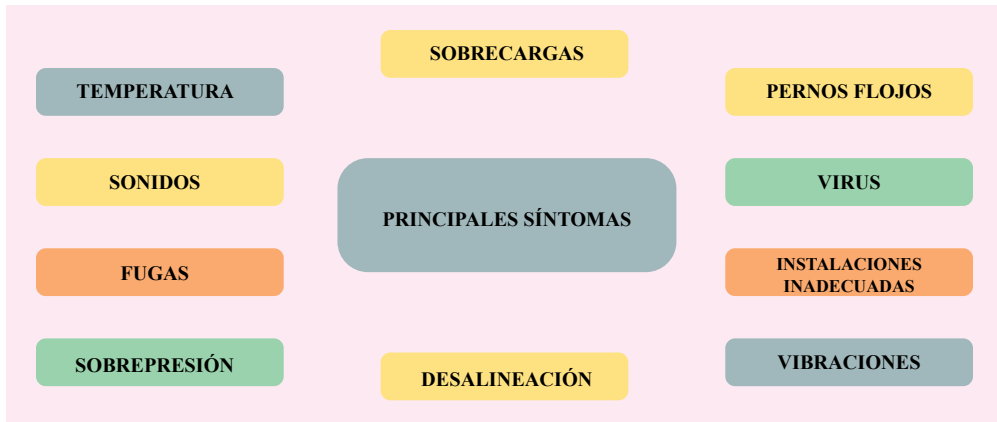 SOBRECARGAS
TEMPERATURA
PERNOS FLOJOS
SONIDOS
VIRUS
PRINCIPALES SÍNTOMAS
FUGAS
INSTALACIONES
INADECUADAS
SOBREPRESIÓN
VIBRACIONES
DESALINEACIÓN